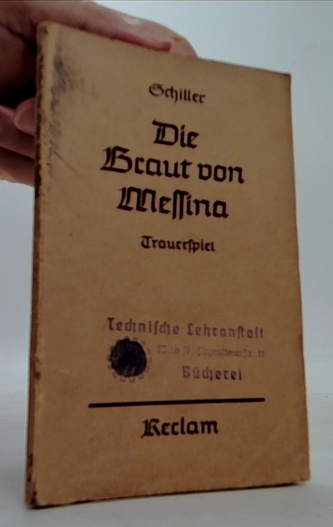 Schiller
Die
Braut von
Meſſina
Trauerſpiel
Techniſche Lehranſtalt
Bücherei
Reclam